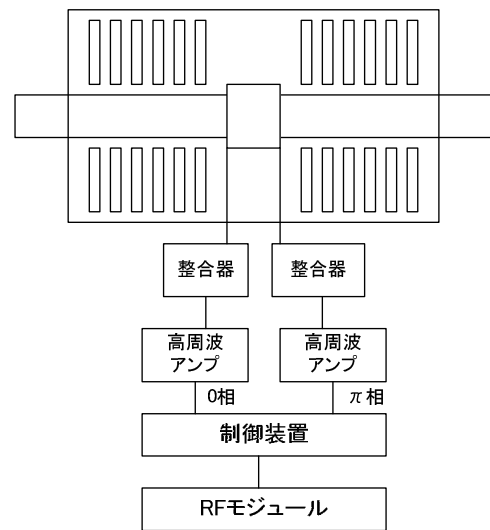 整合器
整合器
高周波
アンプ
高周波
アンプ
0相
π相
制御装置
RFモジュール